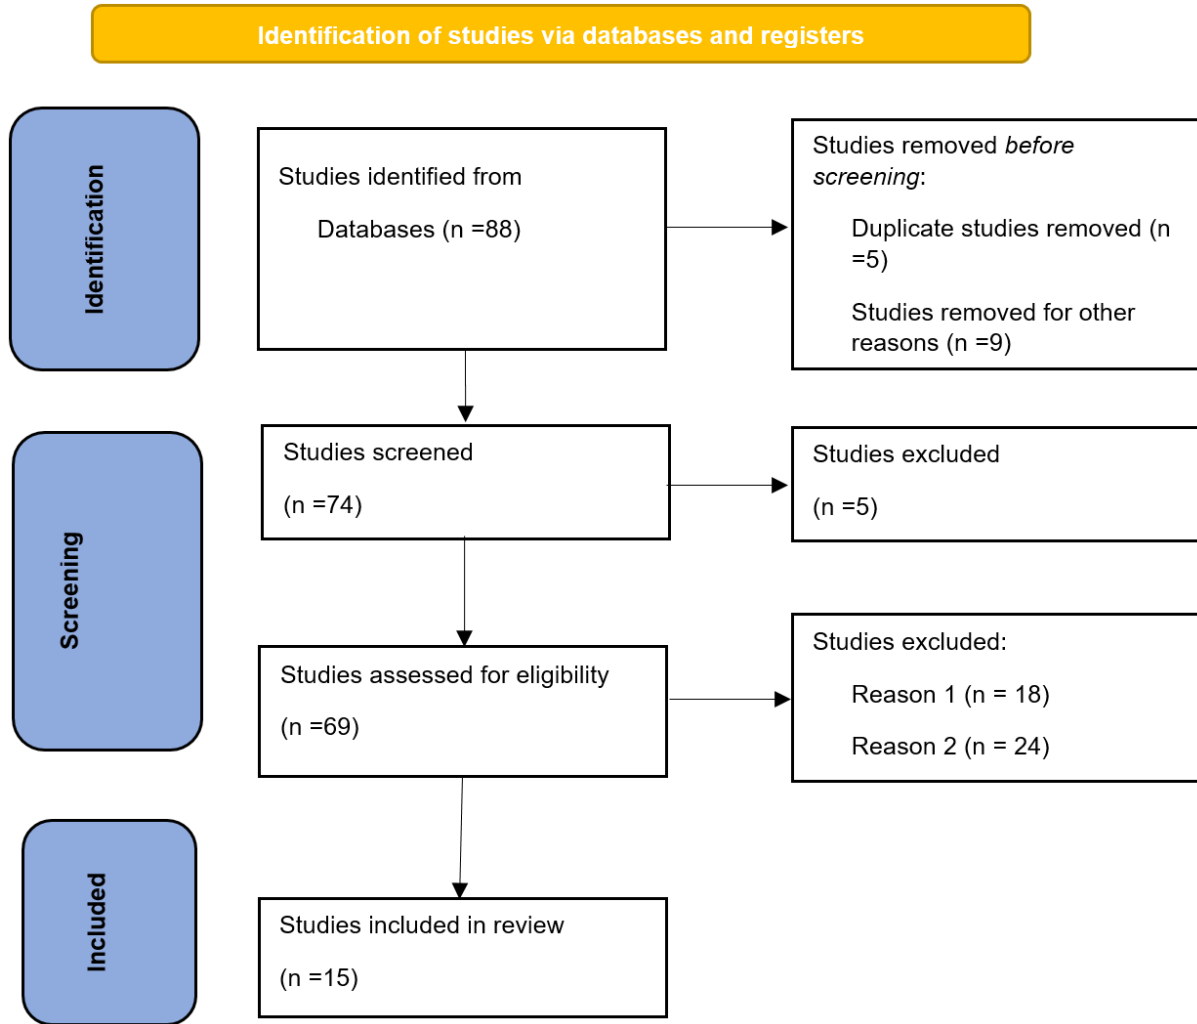 Identification of studies via databases and registers
Identification
Studies identified from
Databases (n =88)
Studies removed before
screening:
Duplicate studies removed (n
=5)
Studies removed for other
reasons (n =9)
Screening
Studies screened
(n =74)
Studies excluded
(n =5)
Studies assessed for eligibility
(n =69)
Studies excluded:
Reason 1 (n = 18)
Reason 2 (n = 24)
Included
Studies included in review
(n =15)